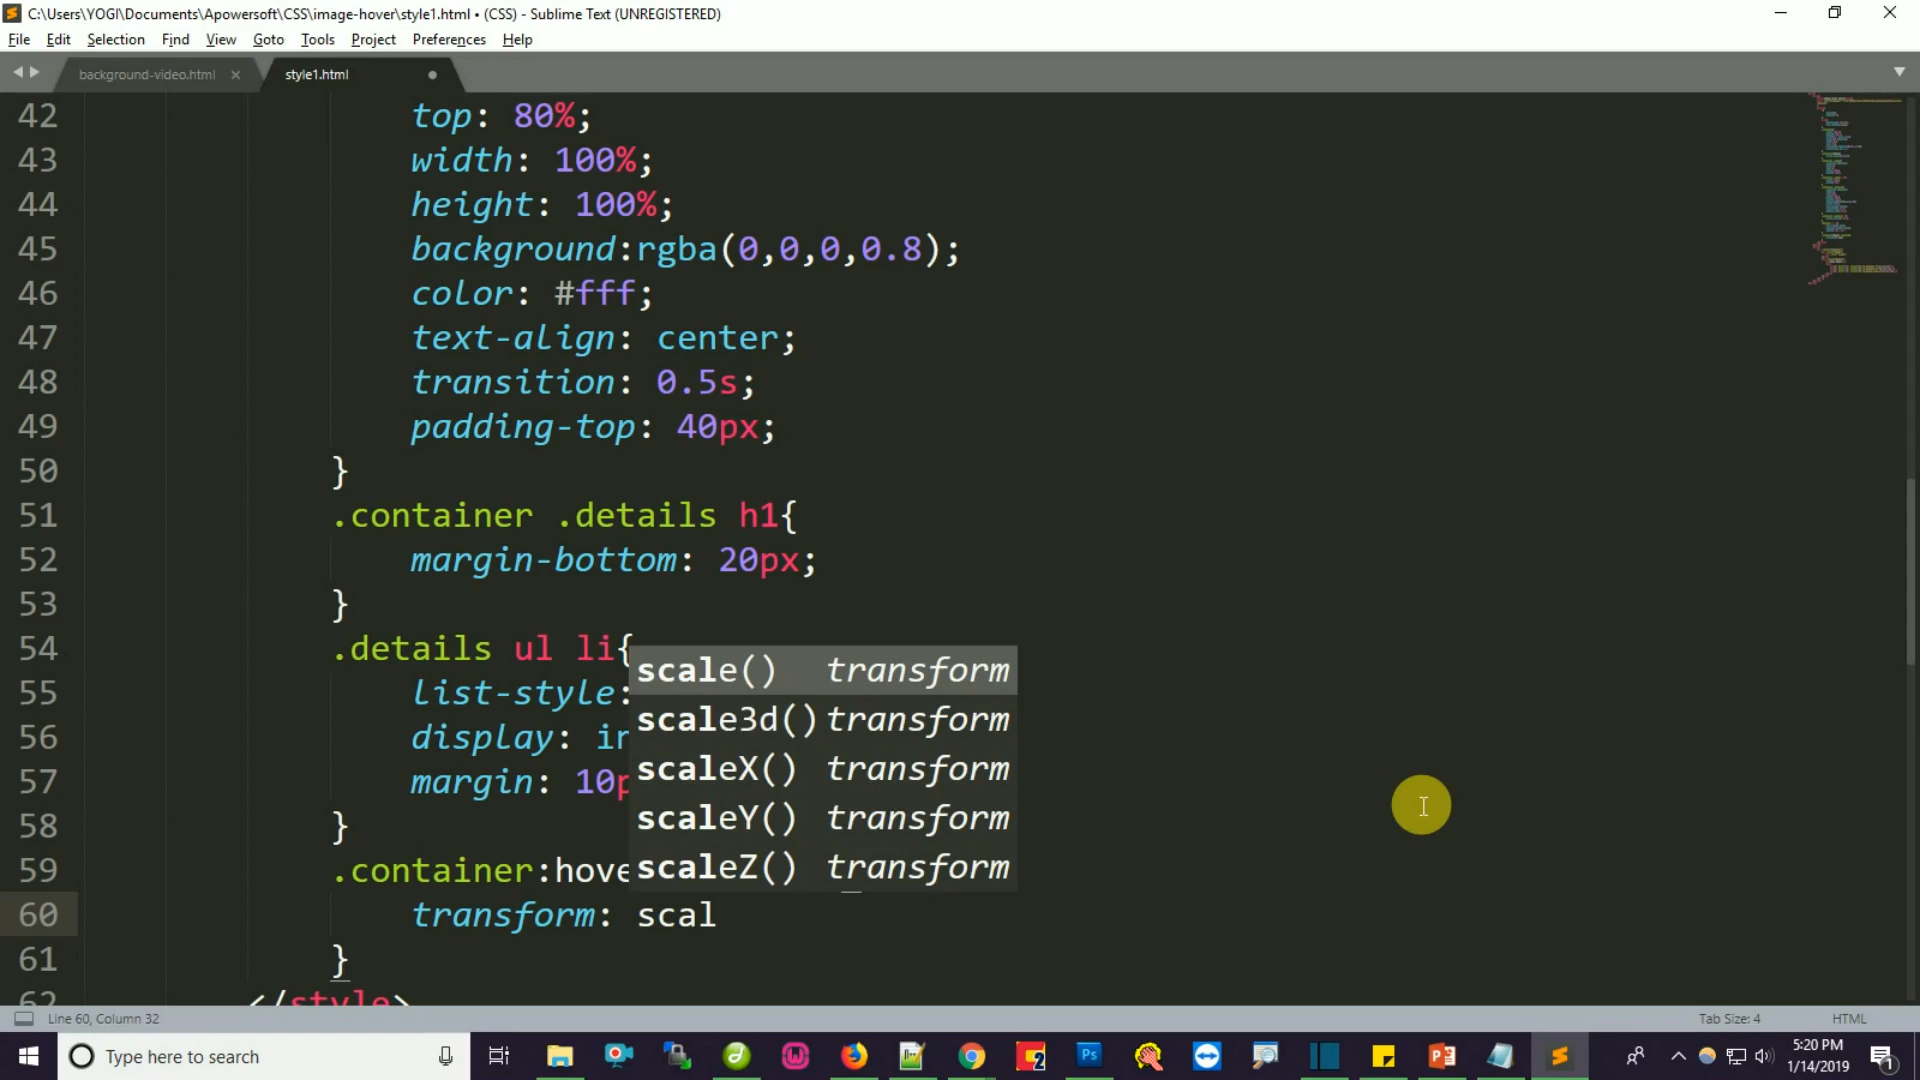 C:\Users\YOGI\Documents\Apowersoft\CSS\image-hover\style1.html • (CSS) - Sublime Text (UNREGISTERED)
File Edit Selection Find View Goto Tools Project Preferences Help
background-video.html × style1.html
42 top: 80%;
43 width: 100%;
44 height: 100%;
45 background:rgba(0,0,0,0.8);
46 color: #fff;
47 text-align: center;
48 transition: 0.5s;
49 padding-top: 40px;
50 }
51 .container .details h1{
52 margin-bottom: 20px;
53 }
54 .details ul li{
scale() transform
55 list-style:
scale3d() transform
56 display: in
scaleX() transform
57 margin: 10p
scaleY() transform
58 }
59 .container:hove
scaleZ() transform
60 transform: scal
61 }
62 </style>
Line 60, Column 32 Tab Size: 4 HTML
Type here to search
5:20 PM
1/14/2019